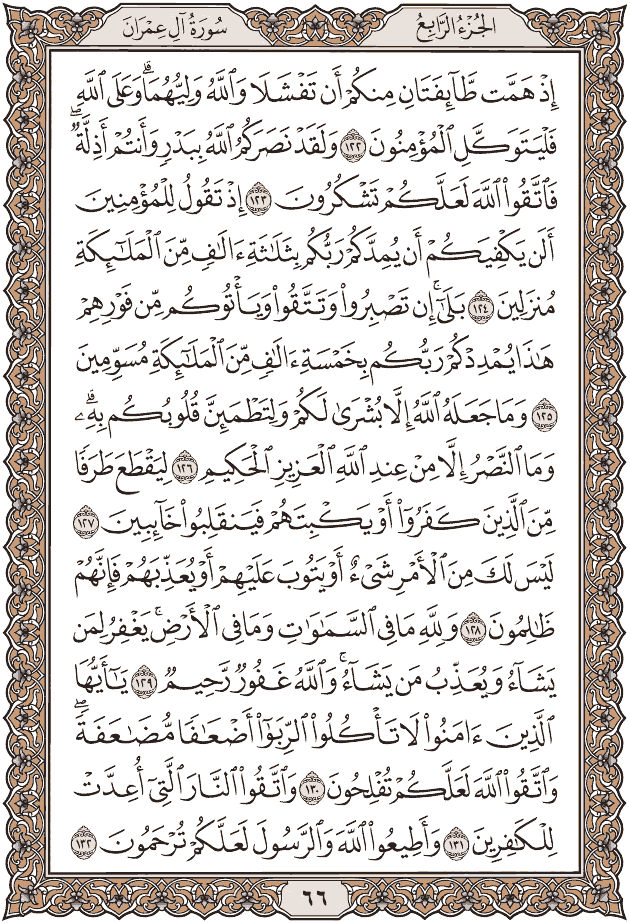 الجُزْءُ الرَّابِعُ
سُورَةُ آلِ عِمْرَانَ
إِذْ هَمَّت طَّآئِفَتَانِ مِنكُمْ أَن تَفْشَلَا وَٱللَّهُ وَلِيُّهُمَاۗ وَعَلَى ٱللَّهِ
فَلْيَتَوَكَّلِ ٱلْمُؤْمِنُونَ ١٢٢ وَلَقَدْ نَصَرَكُمُ ٱللَّهُ بِبَدْرٖ وَأَنتُمْ أَذِلَّةٞۖ
فَٱتَّقُوا۟ ٱللَّهَ لَعَلَّكُمْ تَشْكُرُونَ ١٢٣ إِذْ تَقُولُ لِلْمُؤْمِنِينَ
أَلَن يَكْفِيَكُمْ أَن يُمِدَّكُمْ رَبُّكُم بِثَلَٰثَةِ ءَالَٰفٖ مِّنَ ٱلْمَلَٰٓئِكَةِ
مُنزَلِينَ ١٢٤ بَلَىٰٓۚ إِن تَصْبِرُوا۟ وَتَتَّقُوا۟ وَيَأْتُوكُم مِّن فَوْرِهِمْ
هَٰذَا يُمْدِدْكُمْ رَبُّكُم بِخَمْسَةِ ءَالَٰفٖ مِّنَ ٱلْمَلَٰٓئِكَةِ مُسَوِّمِينَ
١٢٥ وَمَا جَعَلَهُ ٱللَّهُ إِلَّا بُشْرَىٰ لَكُمْ وَلِتَطْمَئِنَّ قُلُوبُكُم بِهِۦۗ
وَمَا ٱلنَّصْرُ إِلَّا مِنْ عِندِ ٱللَّهِ ٱلْعَزِيزِ ٱلْحَكِيمِ ١٢٦ لِيَقْطَعَ طَرَفٗا
مِّنَ ٱلَّذِينَ كَفَرُوٓا۟ أَوْ يَكْبِتَهُمْ فَيَنقَلِبُوا۟ خَآئِبِينَ ١٢٧
لَيْسَ لَكَ مِنَ ٱلْأَمْرِ شَىْءٌ أَوْ يَتُوبَ عَلَيْهِمْ أَوْ يُعَذِّبَهُمْ فَإِنَّهُمْ
ظَٰلِمُونَ ١٢٨ وَلِلَّهِ مَا فِى ٱلسَّمَٰوَٰتِ وَمَا فِى ٱلْأَرْضِۚ يَغْفِرُ لِمَن
يَشَآءُ وَيُعَذِّبُ مَن يَشَآءُۚ وَٱللَّهُ غَفُورٞ رَّحِيمٞ ١٢٩ يَٰٓأَيُّهَا
ٱلَّذِينَ ءَامَنُوا۟ لَا تَأْكُلُوا۟ ٱلرِّبَوٰٓا۟ أَضْعَٰفٗا مُّضَٰعَفَةٗۖ
وَٱتَّقُوا۟ ٱللَّهَ لَعَلَّكُمْ تُفْلِحُونَ ١٣٠ وَٱتَّقُوا۟ ٱلنَّارَ ٱلَّتِىٓ أُعِدَّتْ
لِلْكَٰفِرِينَ ١٣١ وَأَطِيعُوا۟ ٱللَّهَ وَٱلرَّسُولَ لَعَلَّكُمْ تُرْحَمُونَ ١٣٢
٦٦